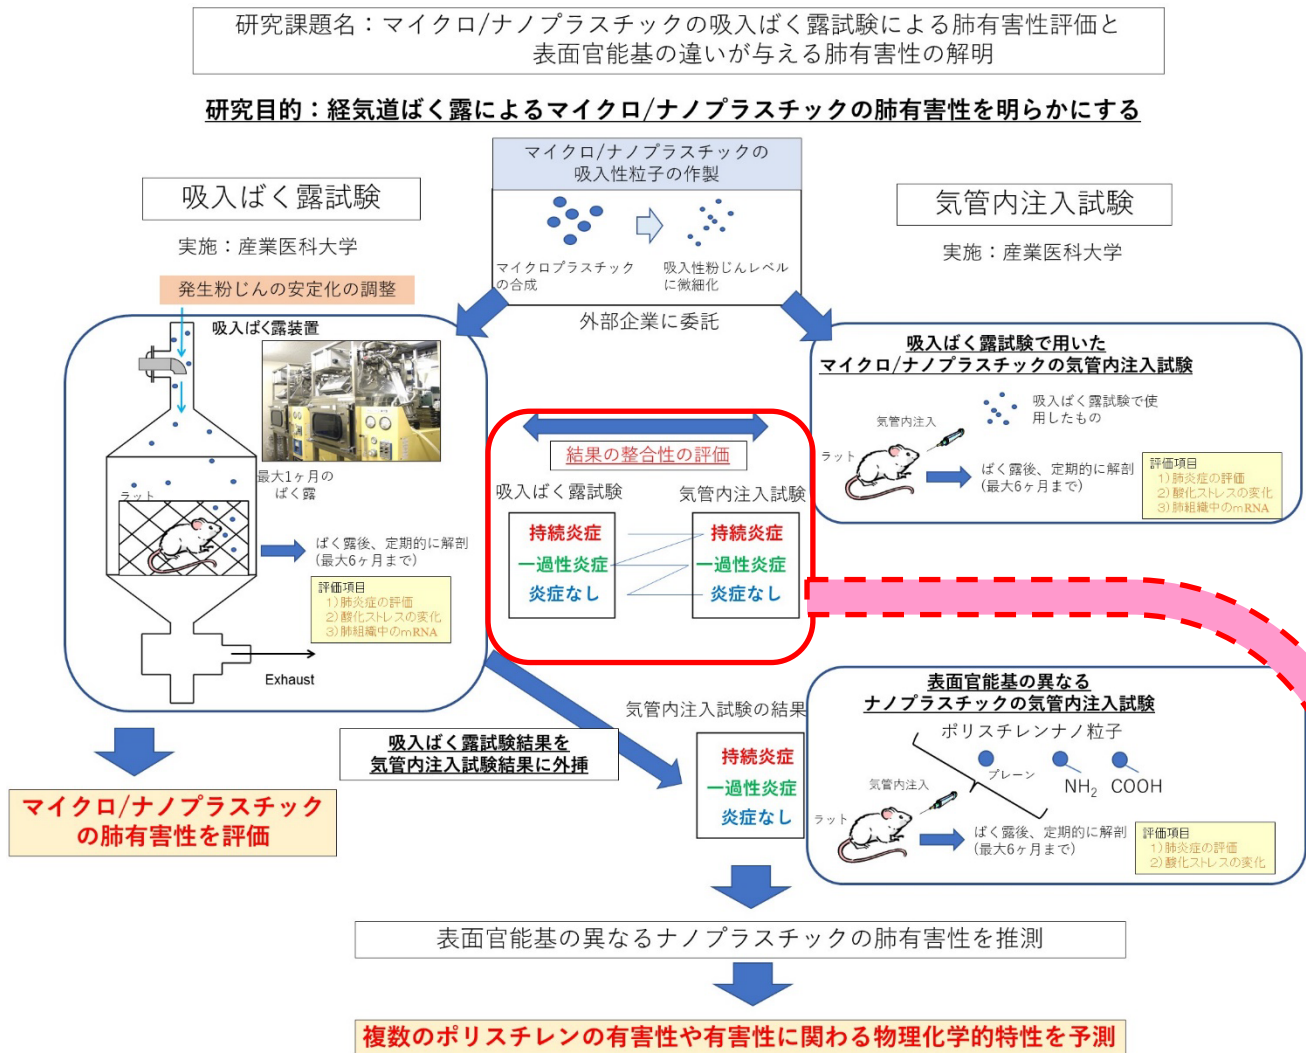 研究課題名：マイクロ/ナノプラスチックの吸入ばく露試験による肺有害性評価と
表面官能基の違いが与える肺有害性の解明
研究目的：経気道ばく露によるマイクロ/ナノプラスチックの肺有害性を明らかにする
マイクロ/ナノプラスチックの
吸入性粒子の作製
マイクロプラスチック
の合成
吸入性粉じんレベル
に微細化
外部企業に委託
吸入ばく露試験
実施：産業医科大学
発生粉じんの安定化の調整
吸入ばく露装置
最大1ヶ月の
ばく露
ラット
ばく露後、定期的に解剖
(最大6ヶ月まで)
評価項目
1)肺炎症の評価
2)酸化ストレスの変化
3)肺組織中のmRNA
Exhaust
気管内注入試験
実施：産業医科大学
吸入ばく露試験で用いた
マイクロ/ナノプラスチックの気管内注入試験
気管内注入
吸入ばく露試験で使
用したもの
ラット
ばく露後、定期的に解剖
(最大6ヶ月まで)
評価項目
1)肺炎症の評価
2)酸化ストレスの変化
3)肺組織中のmRNA
結果の整合性の評価
吸入ばく露試験
気管内注入試験
持続炎症
一過性炎症
炎症なし
持続炎症
一過性炎症
炎症なし
表面官能基の異なる
ナノプラスチックの気管内注入試験
ポリスチレンナノ粒子
プレーン
NH2
COOH
気管内注入
ラット
ばく露後、定期的に解剖
(最大6ヶ月まで)
評価項目
1)肺炎症の評価
2)酸化ストレスの変化
吸入ばく露試験結果を
気管内注入試験結果に外挿
気管内注入試験の結果
持続炎症
一過性炎症
炎症なし
マイクロ/ナノプラスチック
の肺有害性を評価
表面官能基の異なるナノプラスチックの肺有害性を推測
複数のポリスチレンの有害性や有害性に関わる物理化学的特性を予測